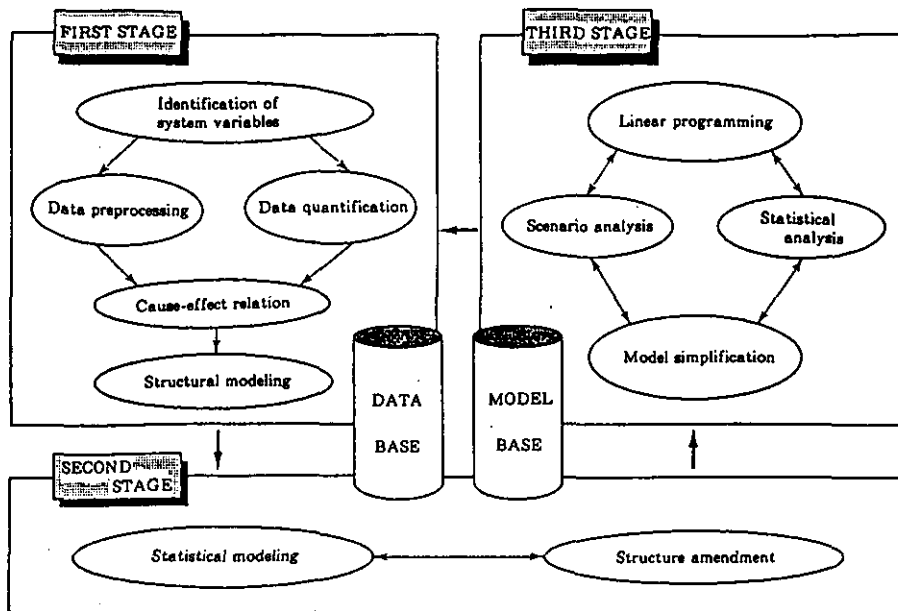 FIRST STAGE
Identification of
system variables
Data preprocessing
Data quantification
Cause-effect relation
Structural modeling
THIRD STAGE
Linear programming
Scenario analysis
Statistical
analysis
Model simplification
DATA
BASE
MODEL
BASE
SECOND
STAGE
Statistical modeling
Structure amendment